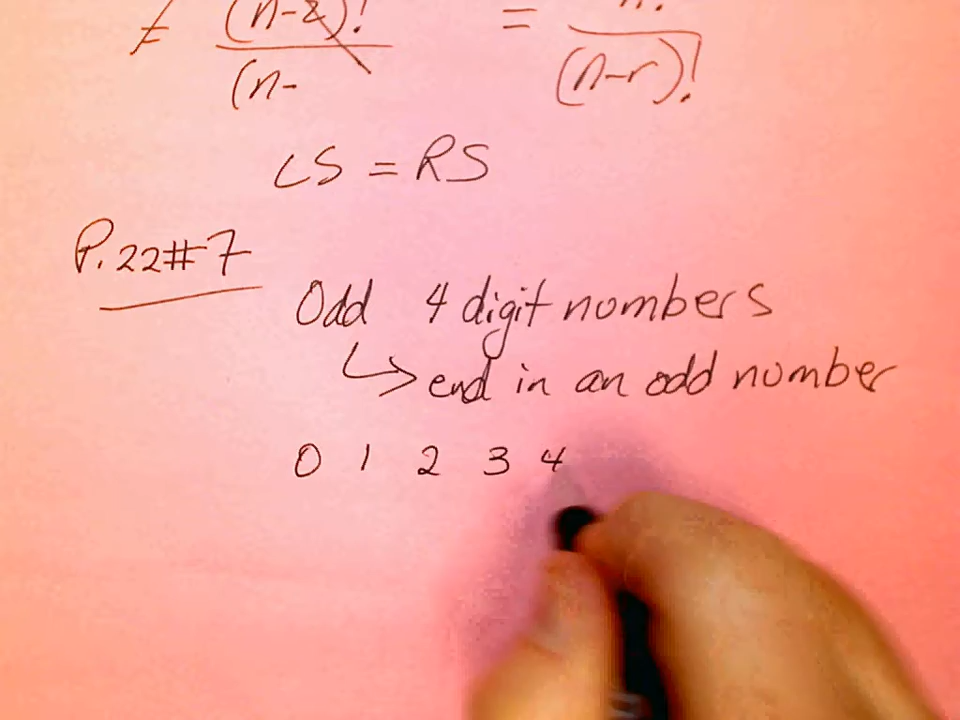 ≠ (n-2)! = n!
(n- (n-r)!
LS = RS
P.22#7
Odd 4 digit numbers
↳ end in an odd number
0 1 2 3 4